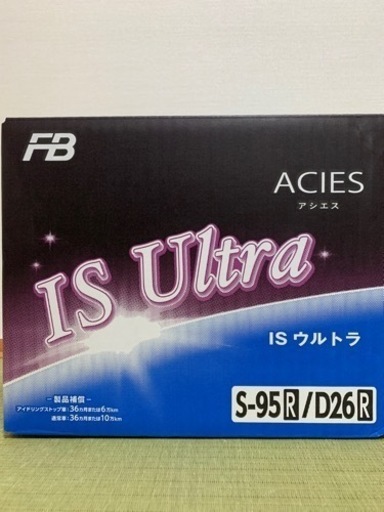 FB
ACIES
アシエス
IS Ultra
IS ウルトラ
－製品補償－
アイドリングストップ車：36カ月または6万km
通常車：36カ月または10万km
S-95R/D26R